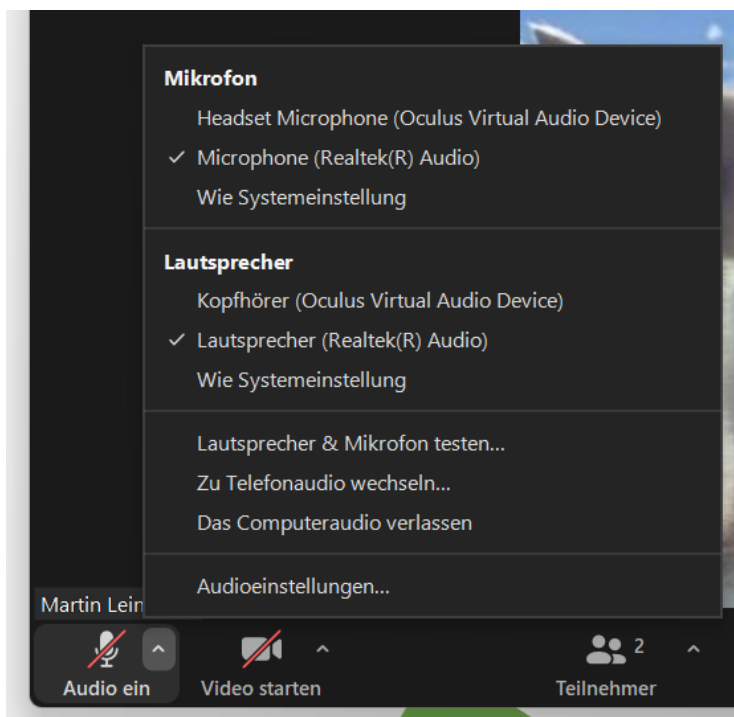 Mikrofon
Headset Microphone (Oculus Virtual Audio Device)
✓ Microphone (Realtek(R) Audio)
Wie Systemeinstellung
Lautsprecher
Kopfhörer (Oculus Virtual Audio Device)
✓ Lautsprecher (Realtek(R) Audio)
Wie Systemeinstellung
Lautsprecher & Mikrofon testen...
Zu Telefonaudio wechseln...
Das Computeraudio verlassen
Audioeinstellungen...
Martin Lein
2
Audio ein Video starten Teilnehmer